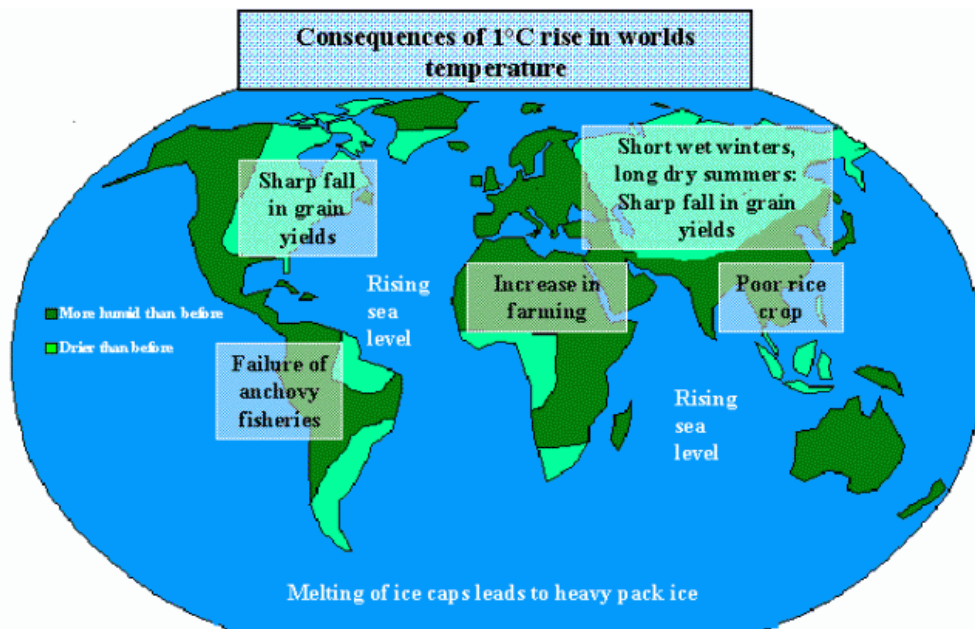 Consequences of 1°C rise in worlds
temperature
Short wet winters,
long dry summers:
Sharp fall in grain
yields
Sharp fall
in grain
yields
Rising
sea
level
Increase in
farming
Poor rice
crop
More humid than before
Drier than before
Failure of
anchovy
fisheries
Rising
sea
level
Melting of ice caps leads to heavy pack ice